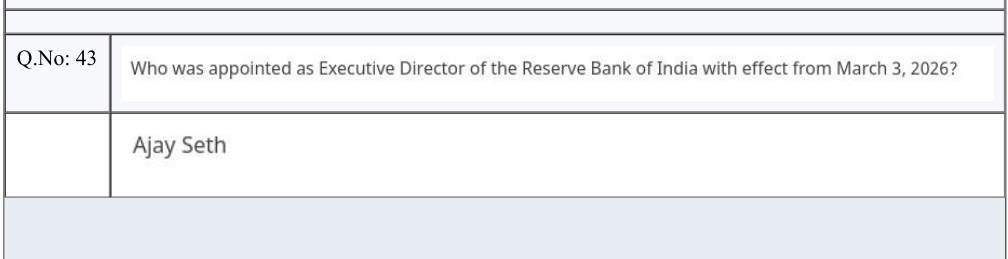 Q.No: 43
Who was appointed as Executive Director of the Reserve Bank of India with effect from March 3, 2026?
Ajay Seth